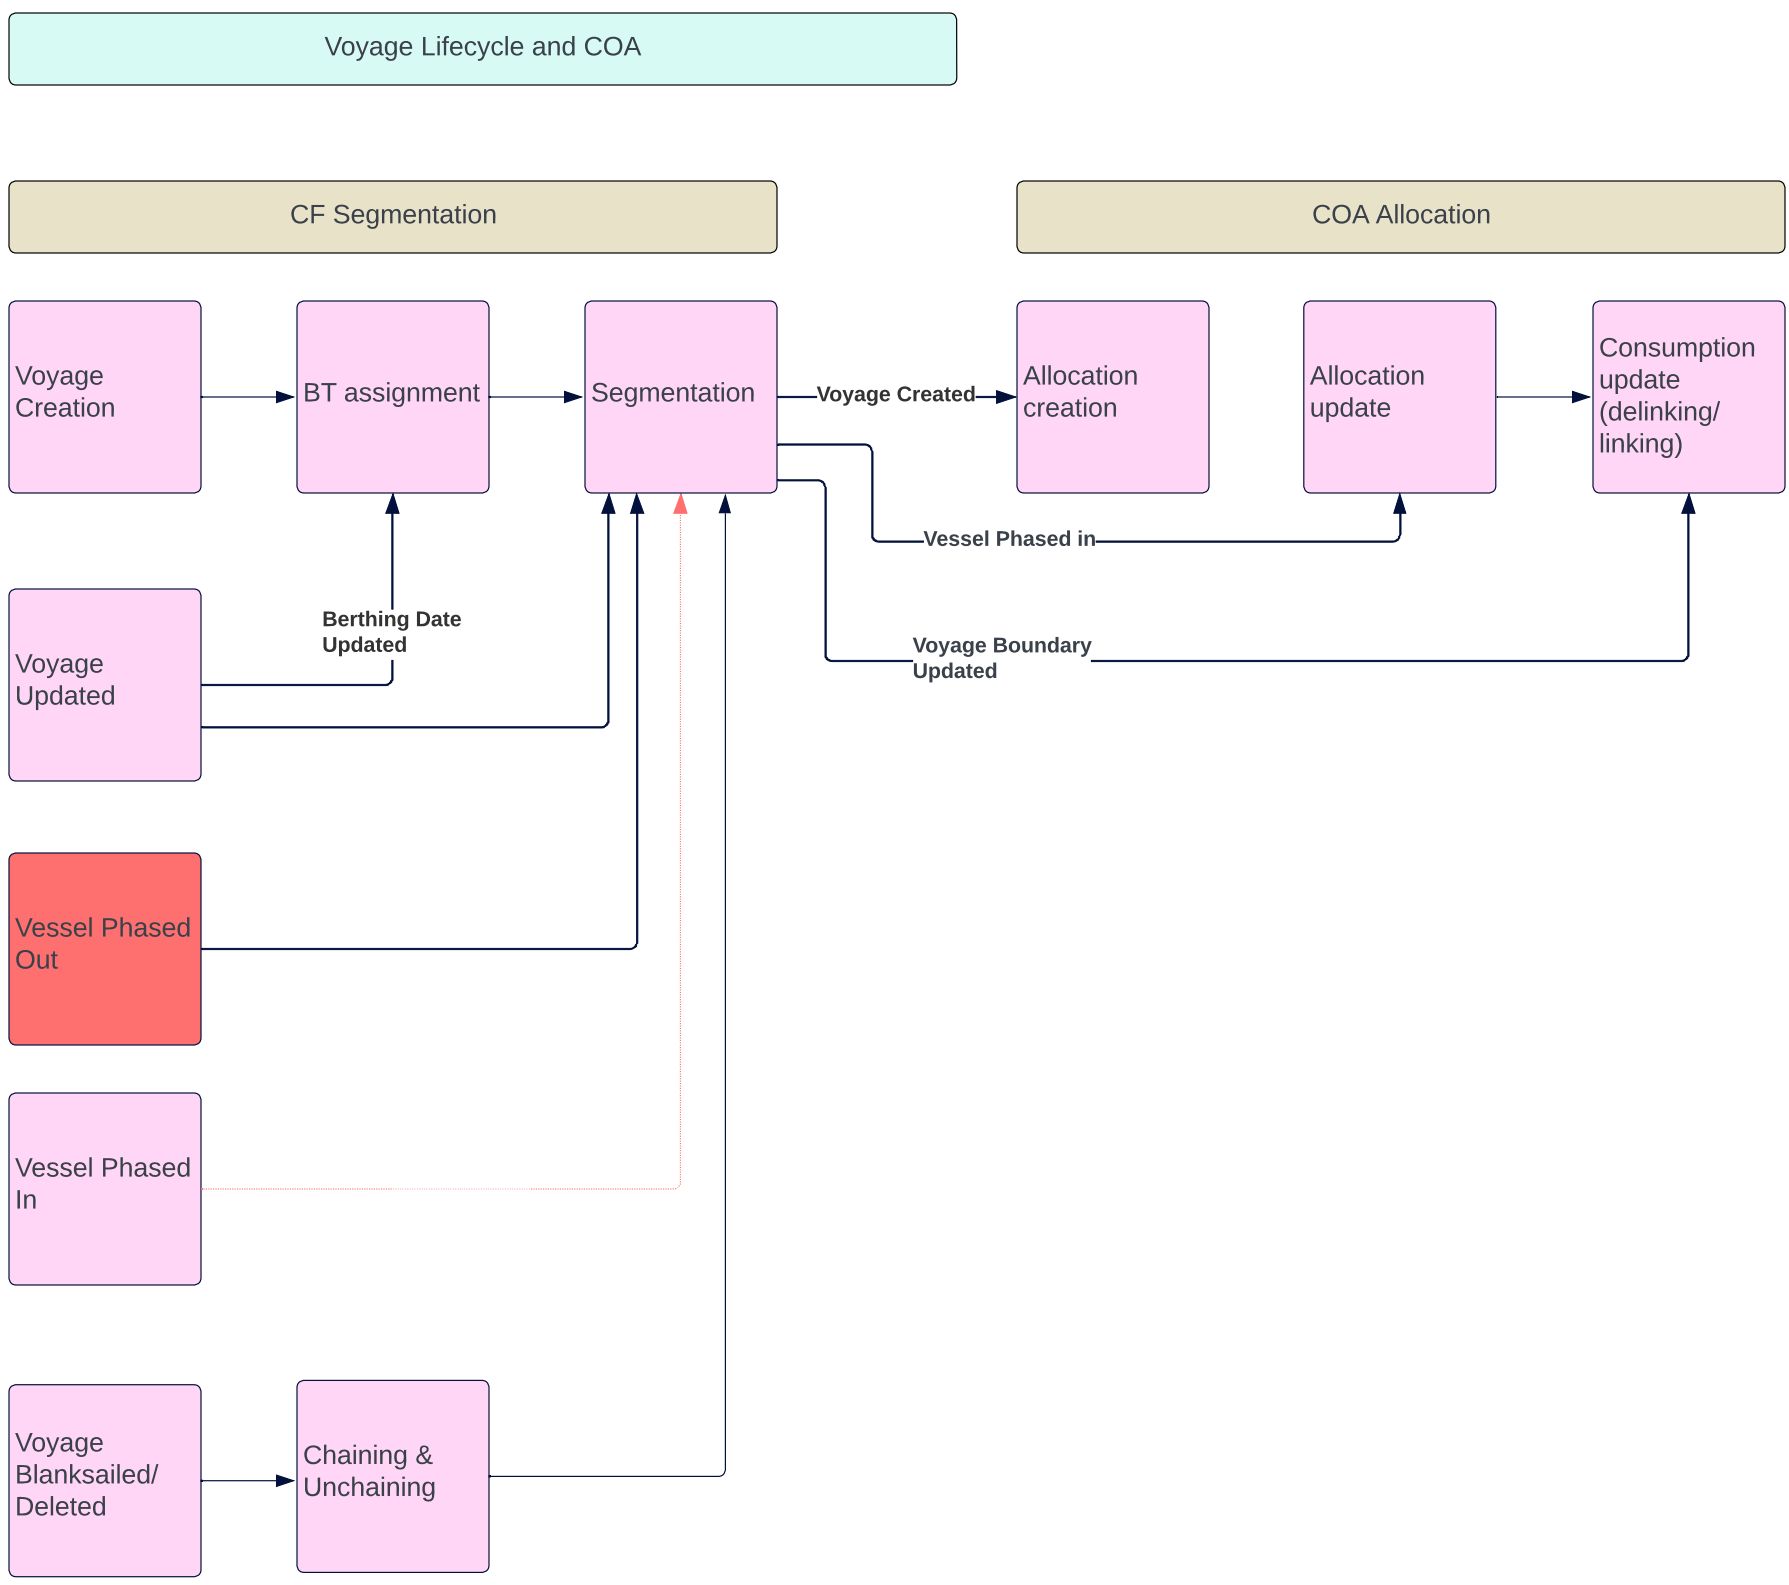 Voyage Lifecycle and COA
CF Segmentation
COA Allocation
Voyage
Creation
BT assignment
Segmentation
Voyage Created
Allocation
creation
Allocation
update
Consumption
update
(delinking/
linking)
Vessel Phased in
Berthing Date
Updated
Voyage Boundary
Updated
Voyage
Updated
Vessel Phased
Out
Vessel Phased
In
Voyage
Blanksailed/
Deleted
Chaining &
Unchaining